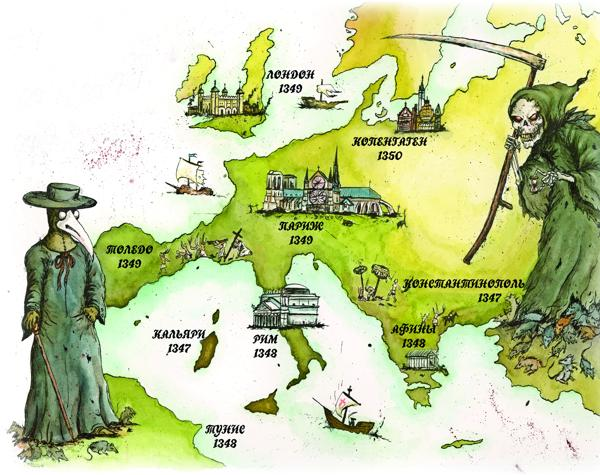 ЛОНДОН
1349
КОПЕНГАГЕН
1350
ПАРИЖ
1349
ТОЛЕДО
1349
КОНСТАНТИНОПОЛЬ
1347
КАЛЬЯРИ
1347
РИМ
1348
АФИНЫ
1348
ТУНИС
1348